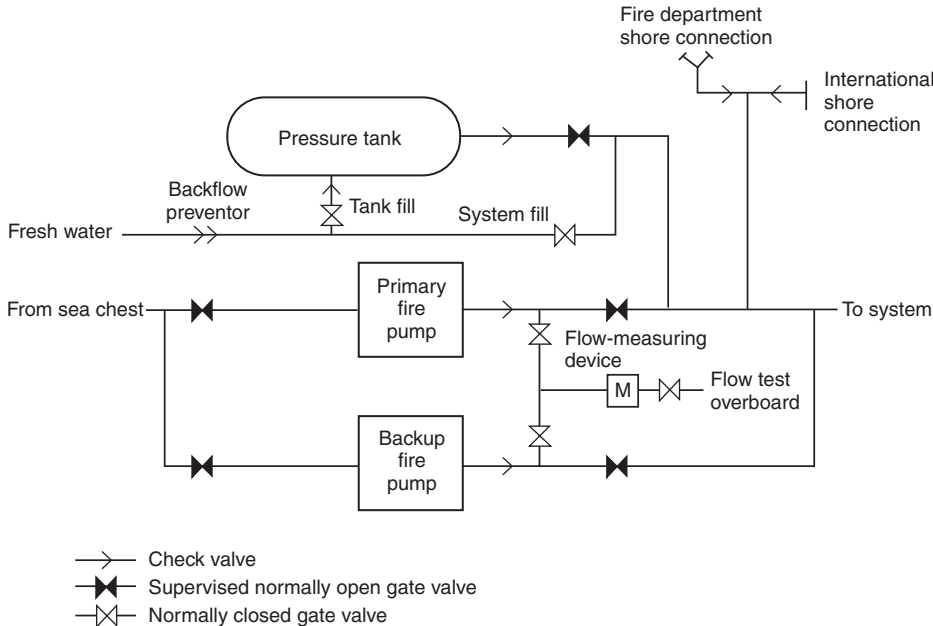 Fire department
shore connection
International
shore
connection
Pressure tank
Backflow
preventor
Tank fill
System fill
Fresh water
From sea chest
Primary
fire
pump
To system
Flow-measuring
device
M
Flow test
overboard
Backup
fire
pump
Check valve
Supervised normally open gate valve
Normally closed gate valve